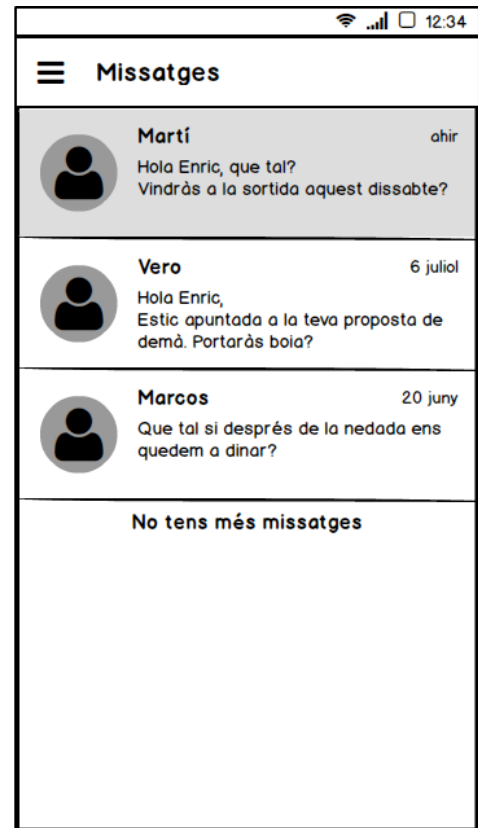 12:34
Missatges
Martí ahir
Hola Enric, que tal?
Vindràs a la sortida aquest dissabte?
Vero 6 juliol
Hola Enric,
Estic apuntada a la teva proposta de
demà. Portaràs boia?
Marcos 20 juny
Que tal si després de la nedada ens
quedem a dinar?
No tens més missatges